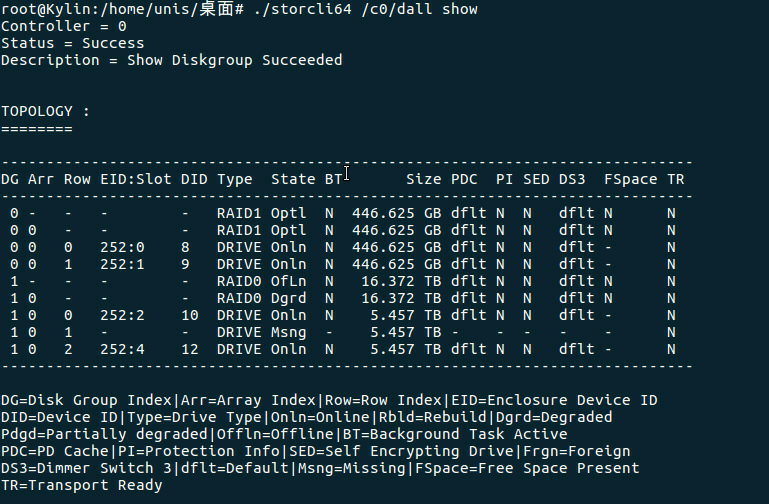 root@Kylin:/home/unis/桌面# ./storcli64 /c0/dall show
Controller = 0
Status = Success
Description = Show Diskgroup Succeeded
TOPOLOGY :
========
-----------------------------------------------------------------------------
DG Arr Row EID:Slot DID Type  State BT       Size PDC  PI SED DS3  FSpace TR
-----------------------------------------------------------------------------
 0 -   -   -        -   RAID1 Optl  N  446.625 GB dflt N  N   dflt N      N
 0 0   -   -        -   RAID1 Optl  N  446.625 GB dflt N  N   dflt N      N
 0 0   0   252:0    8   DRIVE Onln  N  446.625 GB dflt N  N   dflt -      N
 0 0   1   252:1    9   DRIVE Onln  N  446.625 GB dflt N  N   dflt -      N
 1 -   -   -        -   RAID0 OfLn  N   16.372 TB dflt N  N   dflt N      N
 1 0   -   -        -   RAID0 Dgrd  N   16.372 TB dflt N  N   dflt N      N
 1 0   0   252:2    10  DRIVE Onln  N    5.457 TB dflt N  N   dflt -      N
 1 0   1   -        -   DRIVE Msng  -    5.457 TB -    -  -   -    -      N
 1 0   2   252:4    12  DRIVE Onln  N    5.457 TB dflt N  N   dflt -      N
-----------------------------------------------------------------------------
DG=Disk Group Index|Arr=Array Index|Row=Row Index|EID=Enclosure Device ID
DID=Device ID|Type=Drive Type|Onln=Online|Rbld=Rebuild|Dgrd=Degraded
Pdgd=Partially degraded|Offln=Offline|BT=Background Task Active
PDC=PD Cache|PI=Protection Info|SED=Self Encrypting Drive|Frgn=Foreign
DS3=Dimmer Switch 3|dflt=Default|Msng=Missing|FSpace=Free Space Present
TR=Transport Ready